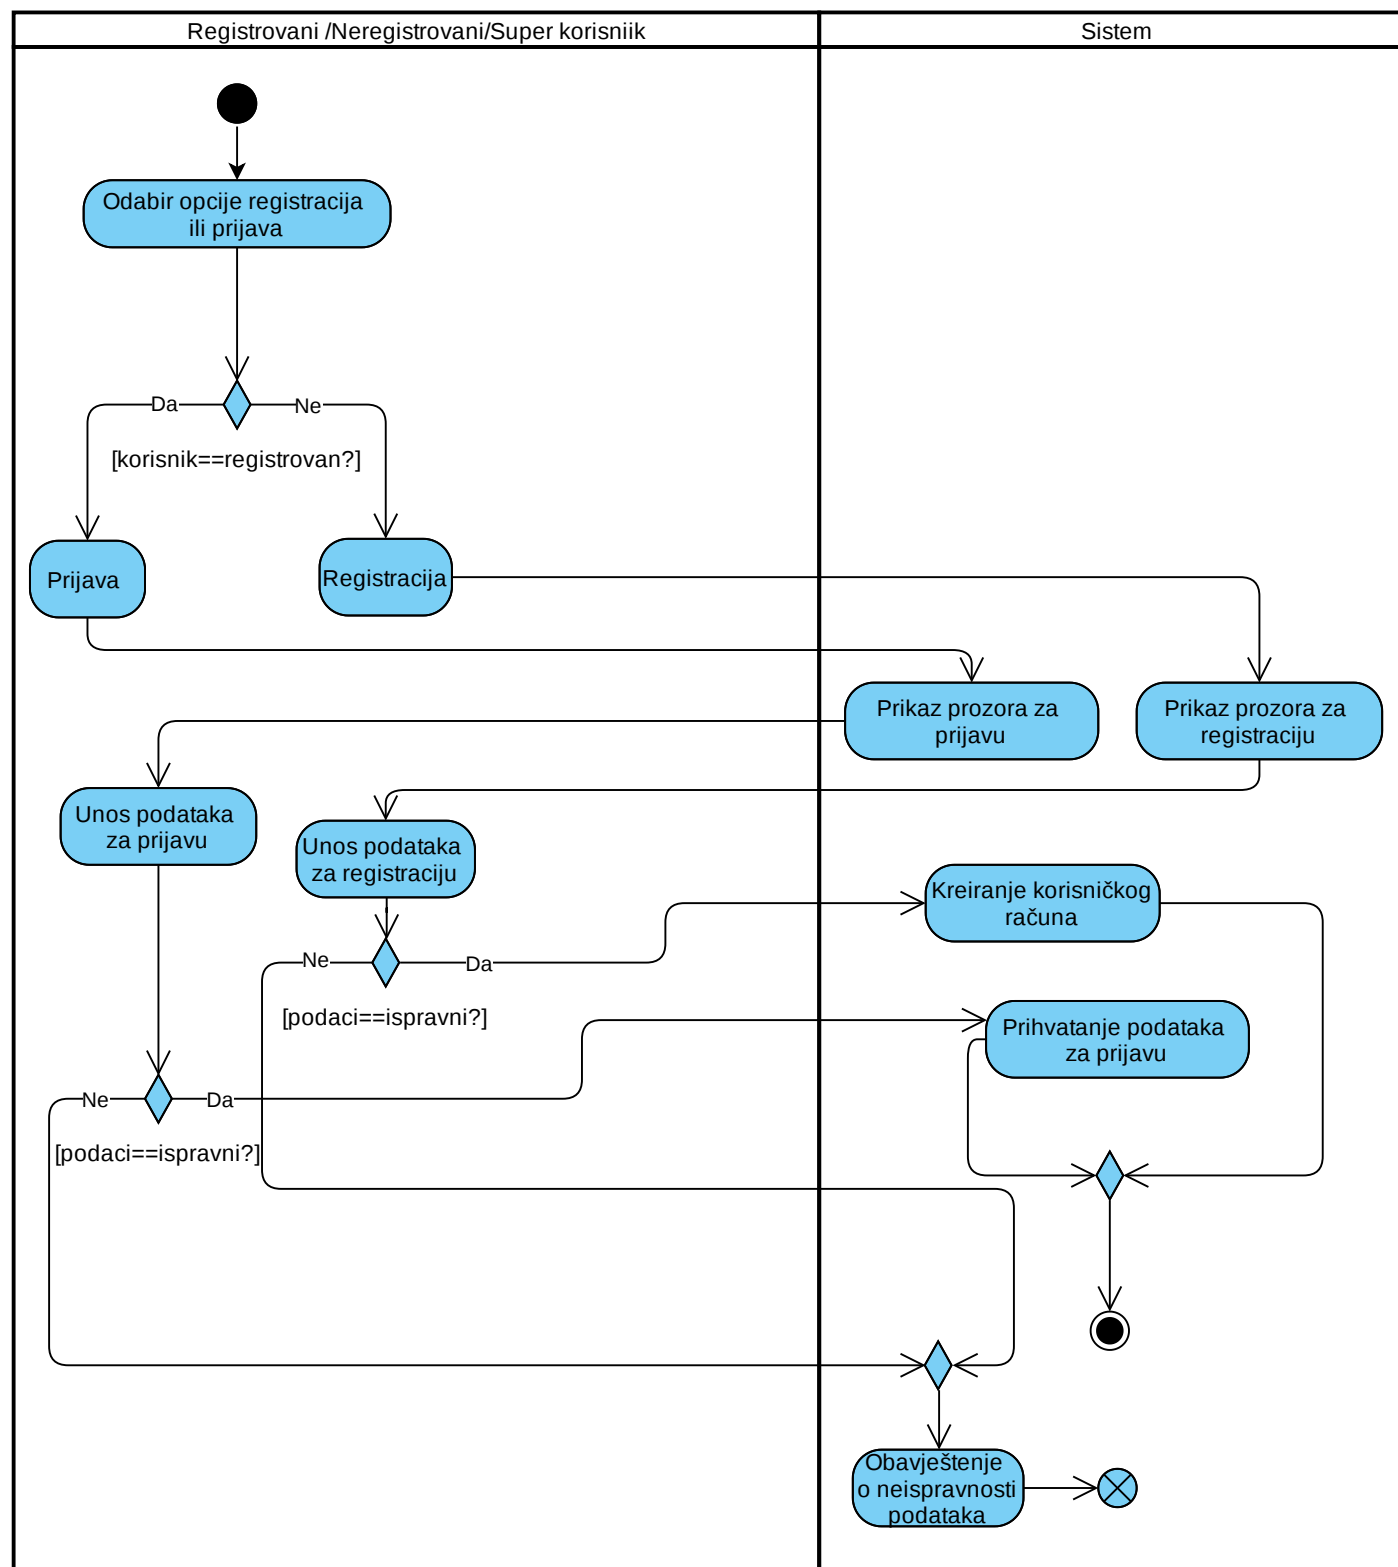 Registrovani /Neregistrovani/Super korisniik
Sistem
Odabir opcije registracija
ili prijava
Da
Ne
[korisnik==registrovan?]
Prijava
Registracija
Prikaz prozora za
prijavu
Prikaz prozora za
registraciju
Unos podataka
za prijavu
Unos podataka
za registraciju
Kreiranje korisničkog
računa
Ne
Da
[podaci==ispravni?]
Prihvatanje podataka
za prijavu
Ne
Da
[podaci==ispravni?]
Obavještenje
o neispravnosti
podataka